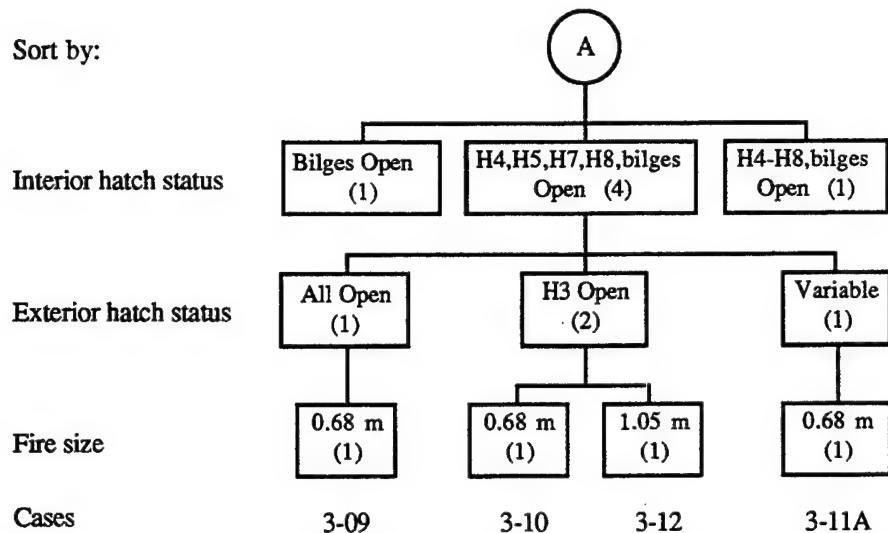 Sort by:
A
Interior hatch status
Bilges Open
(1)
H4,H5,H7,H8,bilges
Open (4)
H4-H8,bilges
Open (1)
Exterior hatch status
All Open
(1)
H3 Open
(2)
Variable
(1)
Fire size
0.68 m
(1)
0.68 m
(1)
1.05 m
(1)
0.68 m
(1)
Cases
3-09
3-10
3-12
3-11A